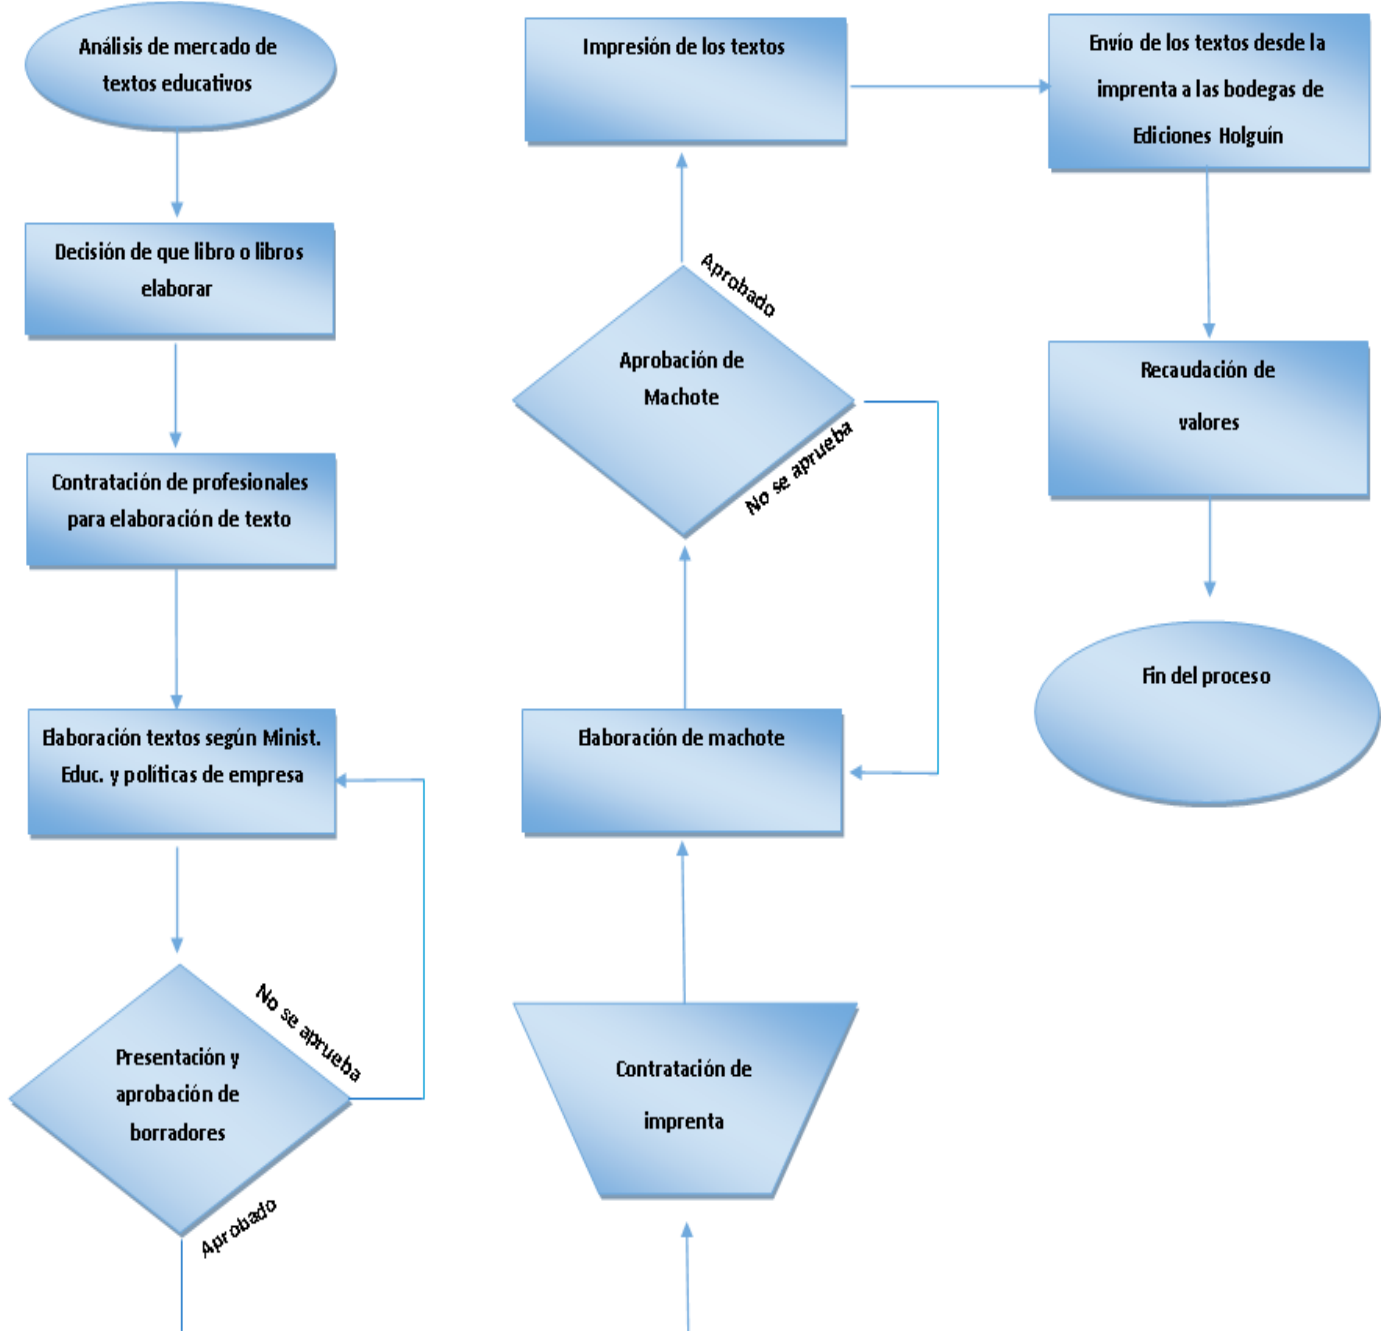 Análisis de mercado de
textos educativos
Decisión de que libro o libros
elaborar
Contratación de profesionales
para elaboración de texto
Elaboración textos según Minist.
Educ. y políticas de empresa
No se aprueba
Presentación y
aprobación de
borradores
Aprobado
Contratación de
imprenta
Elaboración de machote
Aprobación de
Machote
No se aprueba
Aprobado
Impresión de los textos
Envío de los textos desde la
imprenta a las bodegas de
Ediciones Holguín
Recaudación de
valores
Fin del proceso